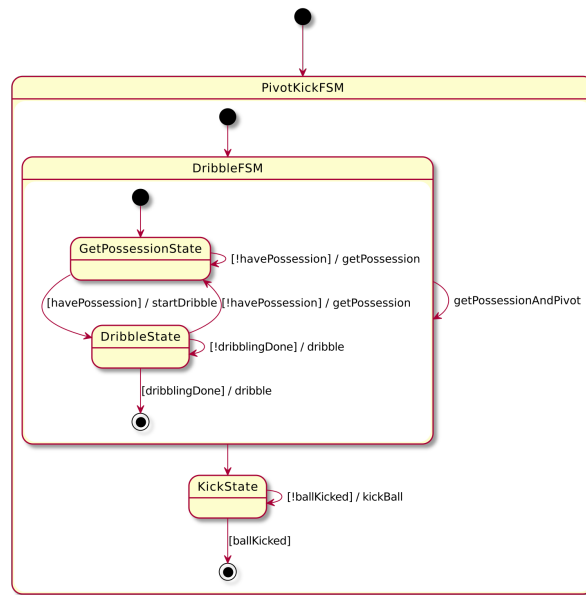 PivotKickFSM
DribbleFSM
GetPossessionState
[!havePossession] / getPossession
getPossessionAndPivot
[havePossession] / startDribble
[!havePossession] / getPossession
DribbleState
[!dribblingDone] / dribble
[dribblingDone] / dribble
KickState
[!ballKicked] / kickBall
[ballKicked]